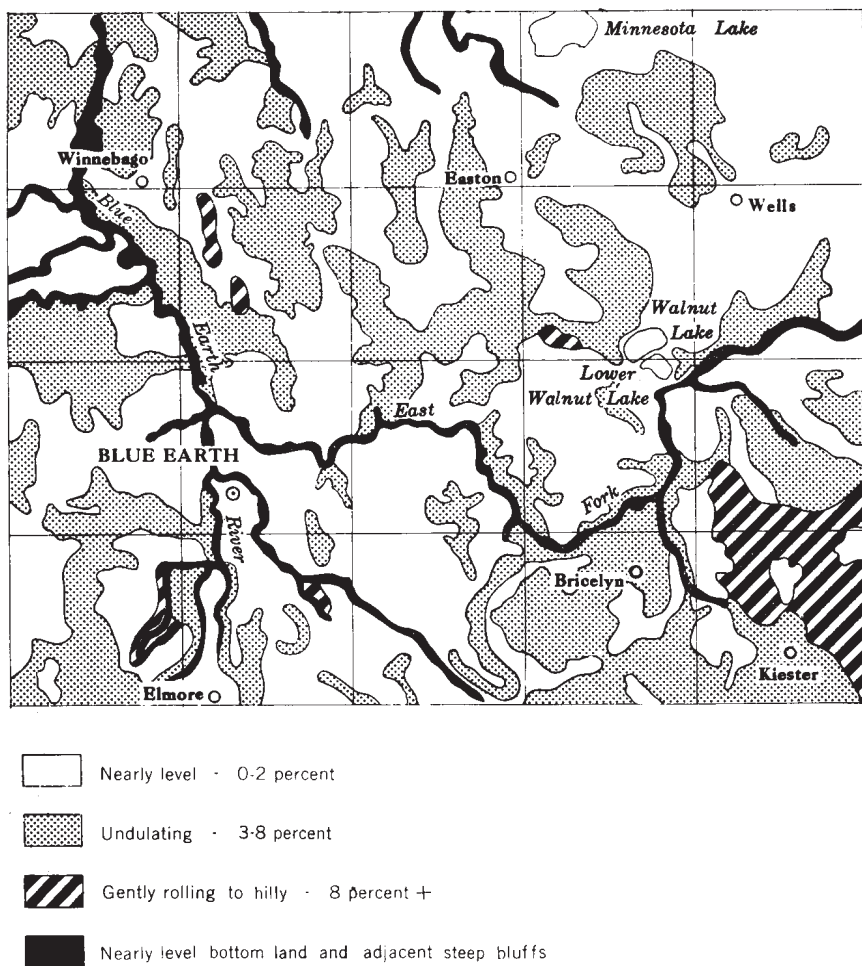 Minnesota Lake
Winnebago
Easton
Wells
Blue
Earth
Walnut
Lake
Lower
Walnut Lake
East
BLUE EARTH
Fork
River
Bricelyn
Elmore
Kiester
Nearly level - 0-2 percent
Undulating - 3-8 percent
Gently rolling to hilly - 8 percent +
Nearly level bottom land and adjacent steep bluffs